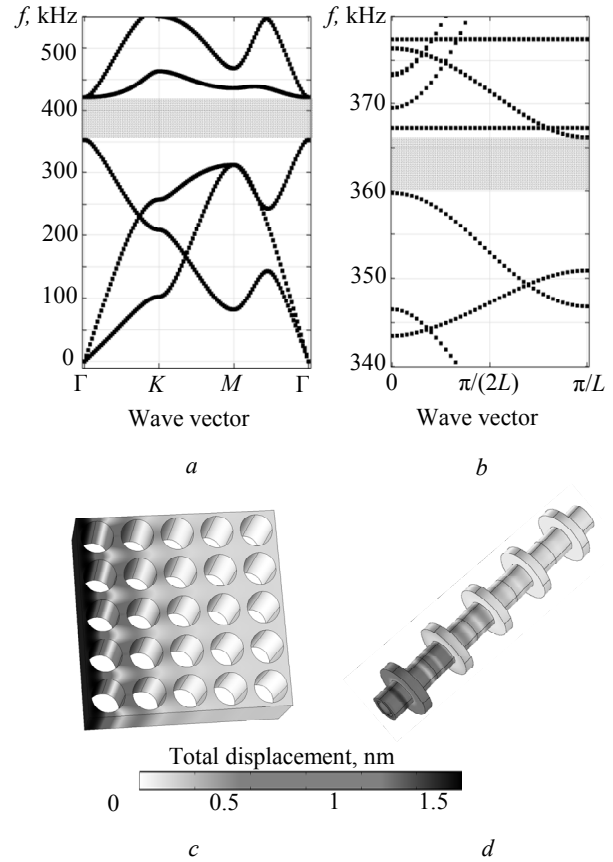 f, kHz
500
400
300
200
100
0
Γ K M Γ
Wave vector
a
f, kHz
370
360
350
340
0 π/(2L) π/L
Wave vector
b
Total displacement, nm
0 0.5 1 1.5
c d